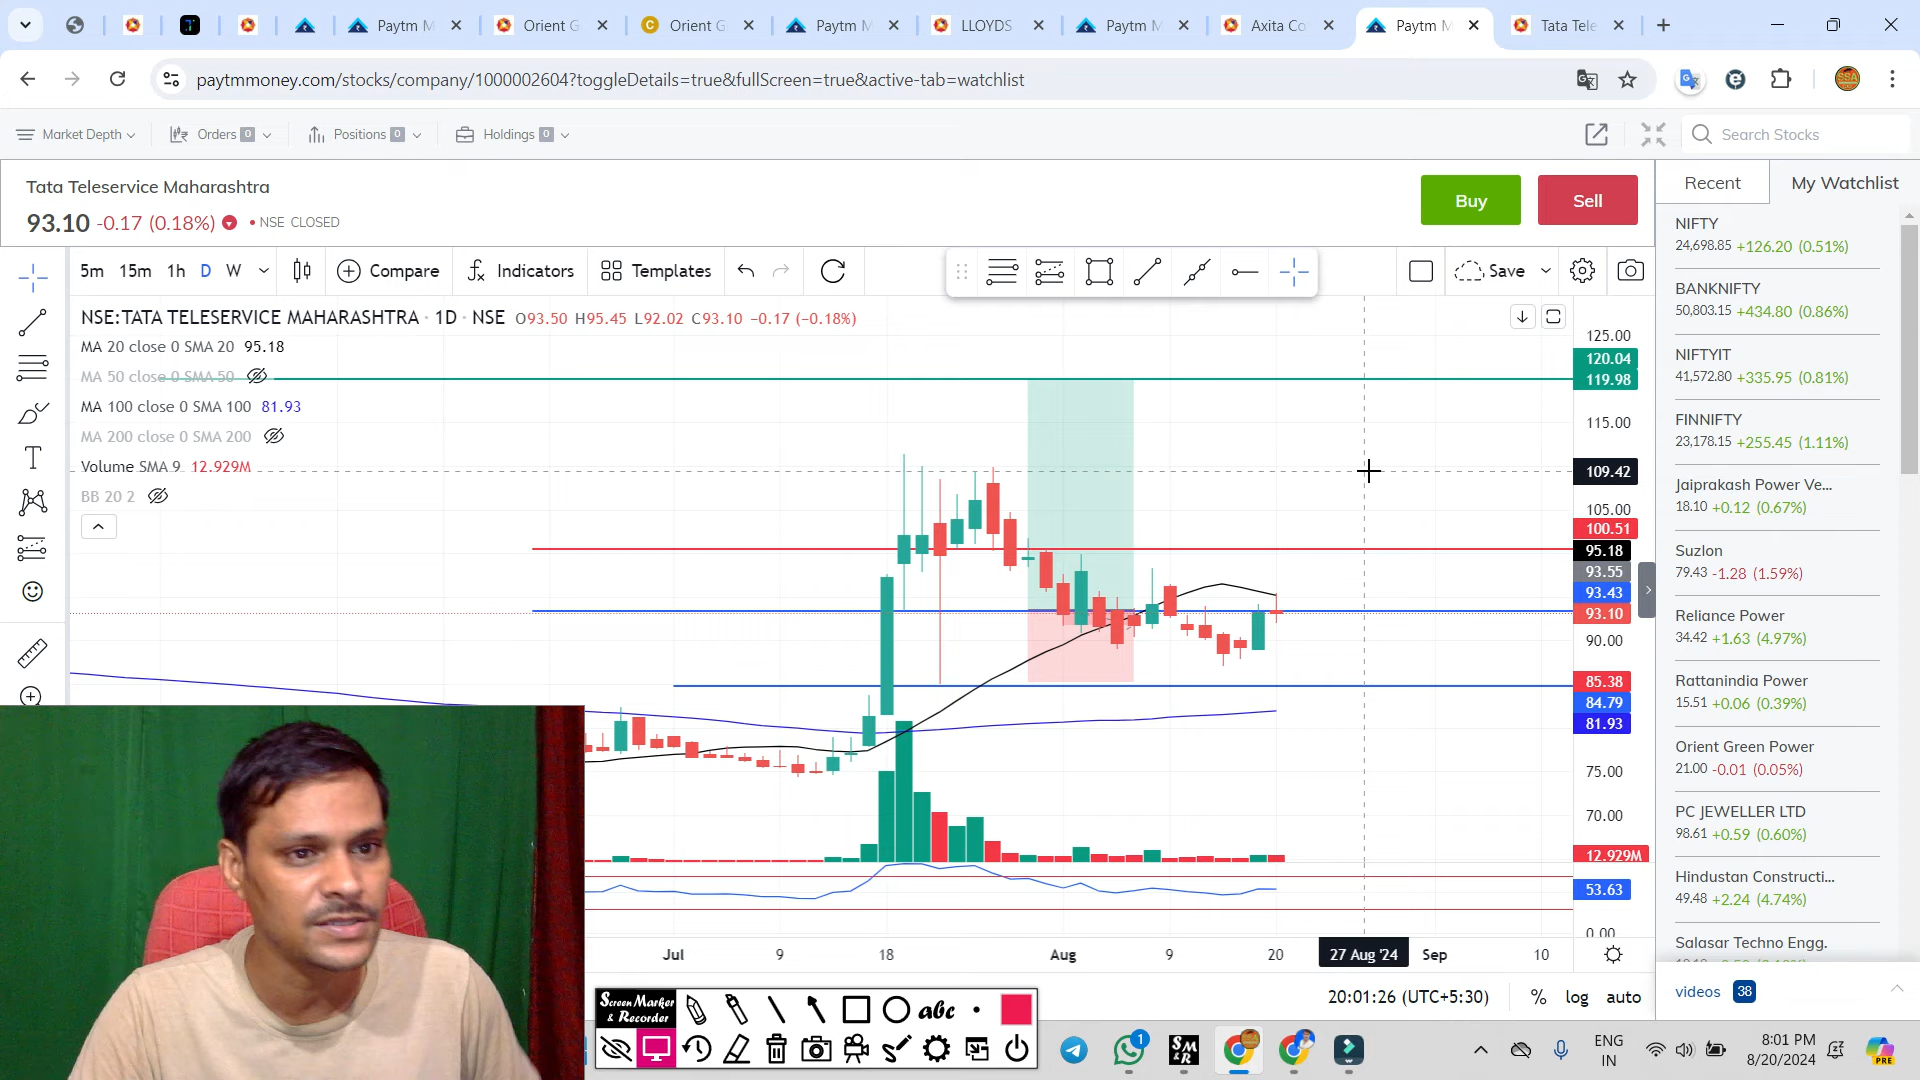 Paytm M
Orient G
Orient G
Paytm M
LLOYDS
Paytm M
Axita Co
Paytm M
Tata Tele
paytmmoney.com/stocks/company/1000002604?toggleDetails=true&fullScreen=true&active-tab=watchlist
Market Depth
Orders 0
Positions 0
Holdings 0
Search Stocks
Tata Teleservice Maharashtra
93.10 -0.17 (0.18%) • NSE CLOSED
Buy
Sell
Recent
My Watchlist
5m 15m 1h D W
Compare
Indicators
Templates
Save
NSE:TATA TELESERVICE MAHARASHTRA · 1D · NSE O93.50 H95.45 L92.02 C93.10 −0.17 (−0.18%)
MA 20 close 0 SMA 20 95.18
MA 50 close 0 SMA 50
MA 100 close 0 SMA 100 81.93
MA 200 close 0 SMA 200
Volume SMA 9 12.929M
BB 20 2
125.00
120.04
119.98
115.00
109.42
105.00
100.51
95.18
93.55
93.43
93.10
90.00
85.38
84.79
81.93
75.00
70.00
12.929M
53.63
0.00
Jul 9 18 Aug 9 20 27 Aug '24 Sep 10
20:01:26 (UTC+5:30) % log auto
NIFTY
24,698.85 +126.20 (0.51%)
BANKNIFTY
50,803.15 +434.80 (0.86%)
NIFTYIT
41,572.80 +335.95 (0.81%)
FINNIFTY
23,178.15 +255.45 (1.11%)
Jaiprakash Power Ve...
18.10 +0.12 (0.67%)
Suzlon
79.43 -1.28 (1.59%)
Reliance Power
34.42 +1.63 (4.97%)
Rattanindia Power
15.51 +0.06 (0.39%)
Orient Green Power
21.00 -0.01 (0.05%)
PC JEWELLER LTD
98.61 +0.59 (0.60%)
Hindustan Constructi...
49.48 +2.24 (4.74%)
Salasar Techno Engg.
videos 38
Screen Marker
& Recorder
abc
1
SM
&R
ENG
IN
8:01 PM
8/20/2024
PRE